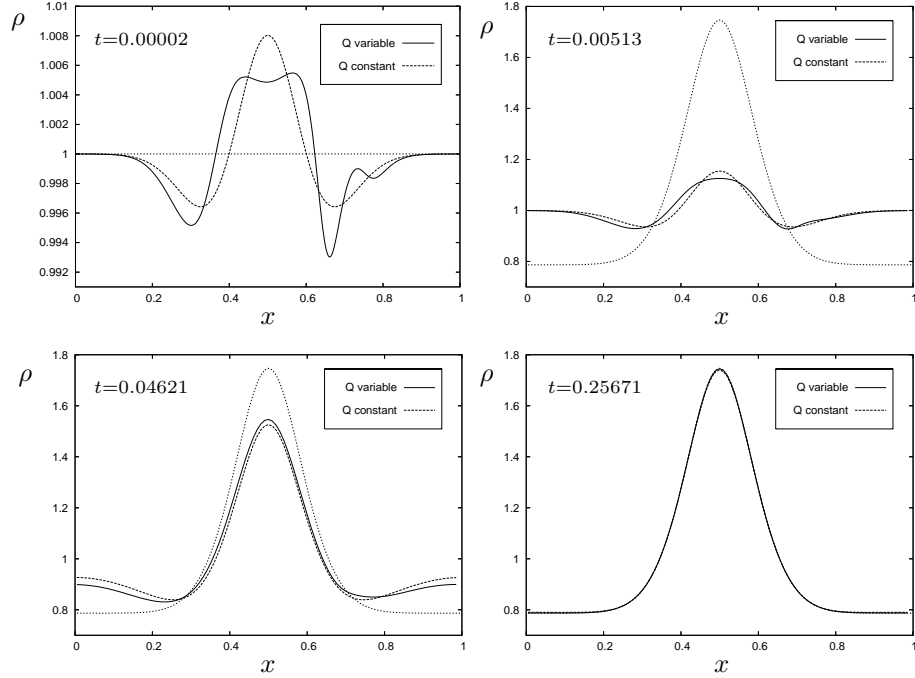 ρ
t=0.00002
Q variable
Q constant
1.01
1.008
1.006
1.004
1.002
1
0.998
0.996
0.994
0.992
0
0.2
0.4
0.6
0.8
1
x
ρ
t=0.00513
Q variable
Q constant
1.8
1.6
1.4
1.2
1
0.8
0
0.2
0.4
0.6
0.8
1
x
ρ
t=0.04621
Q variable
Q constant
1.8
1.6
1.4
1.2
1
0.8
0
0.2
0.4
0.6
0.8
1
x
ρ
t=0.25671
Q variable
Q constant
1.8
1.6
1.4
1.2
1
0.8
0
0.2
0.4
0.6
0.8
1
x